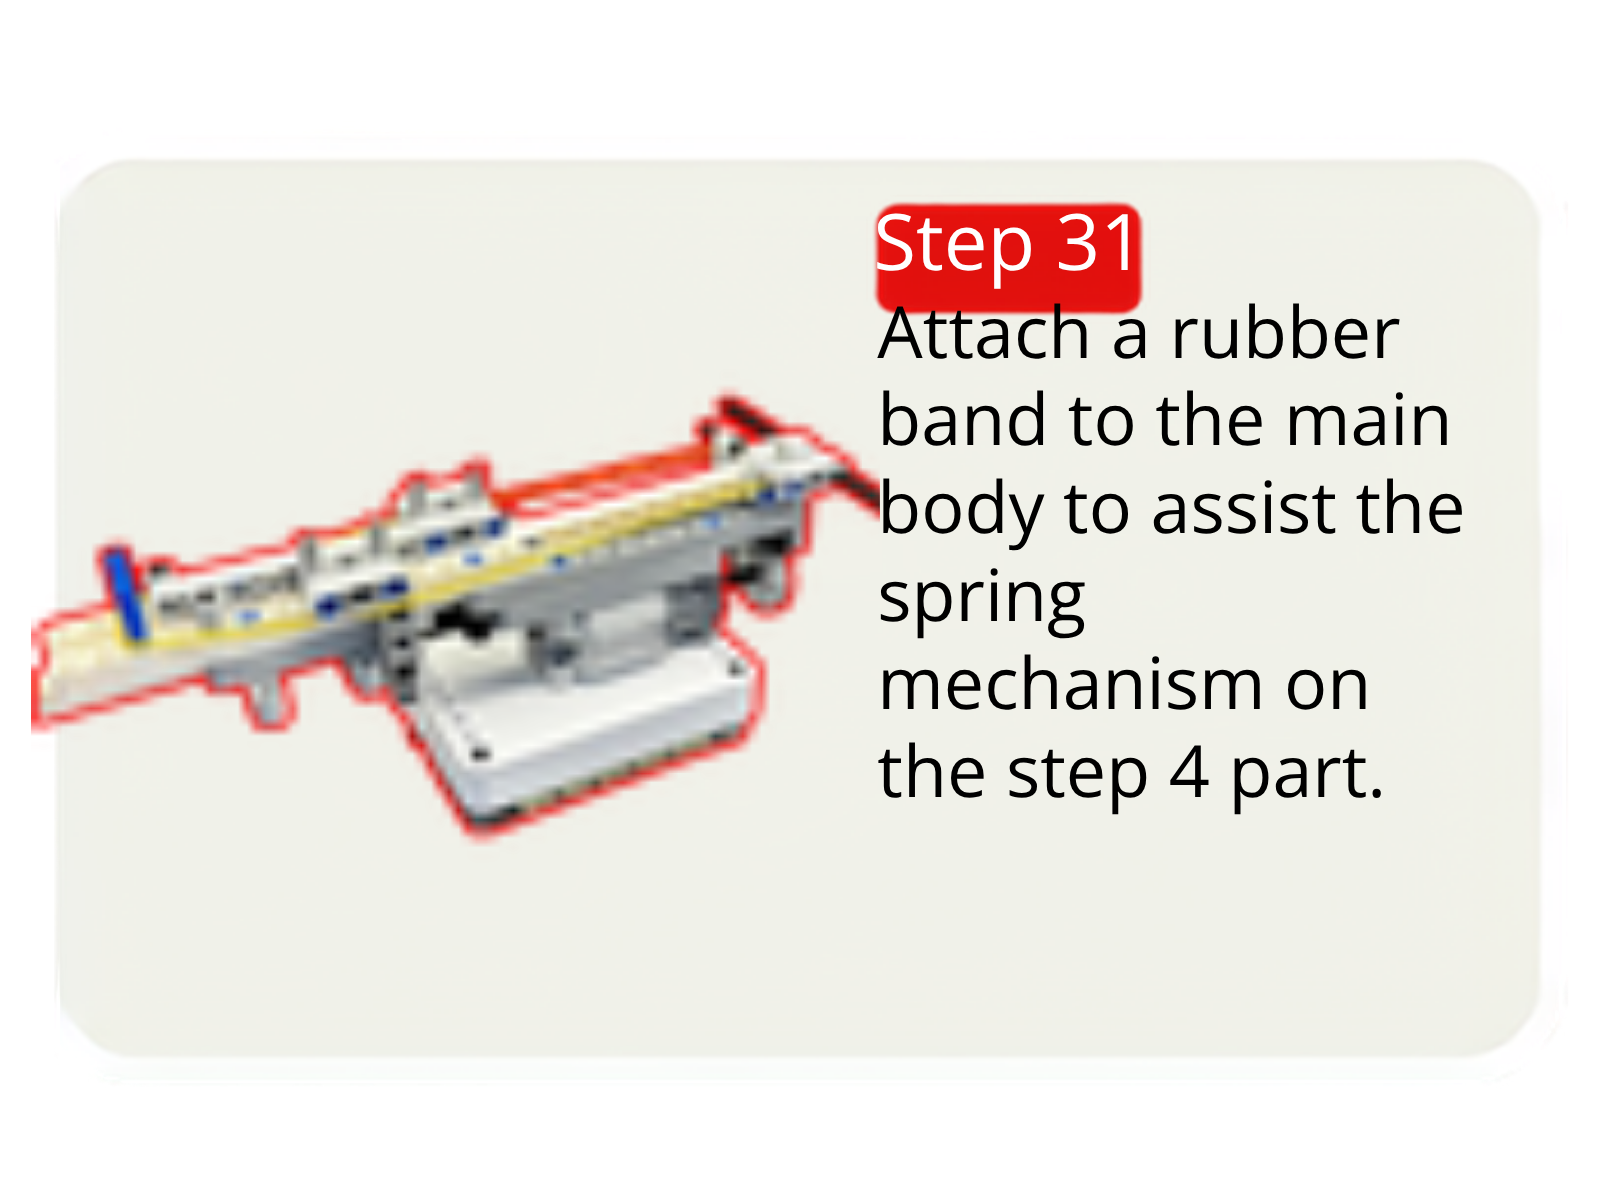 Step 31
Attach a rubber
band to the main
body to assist the
spring
mechanism on
the step 4 part.